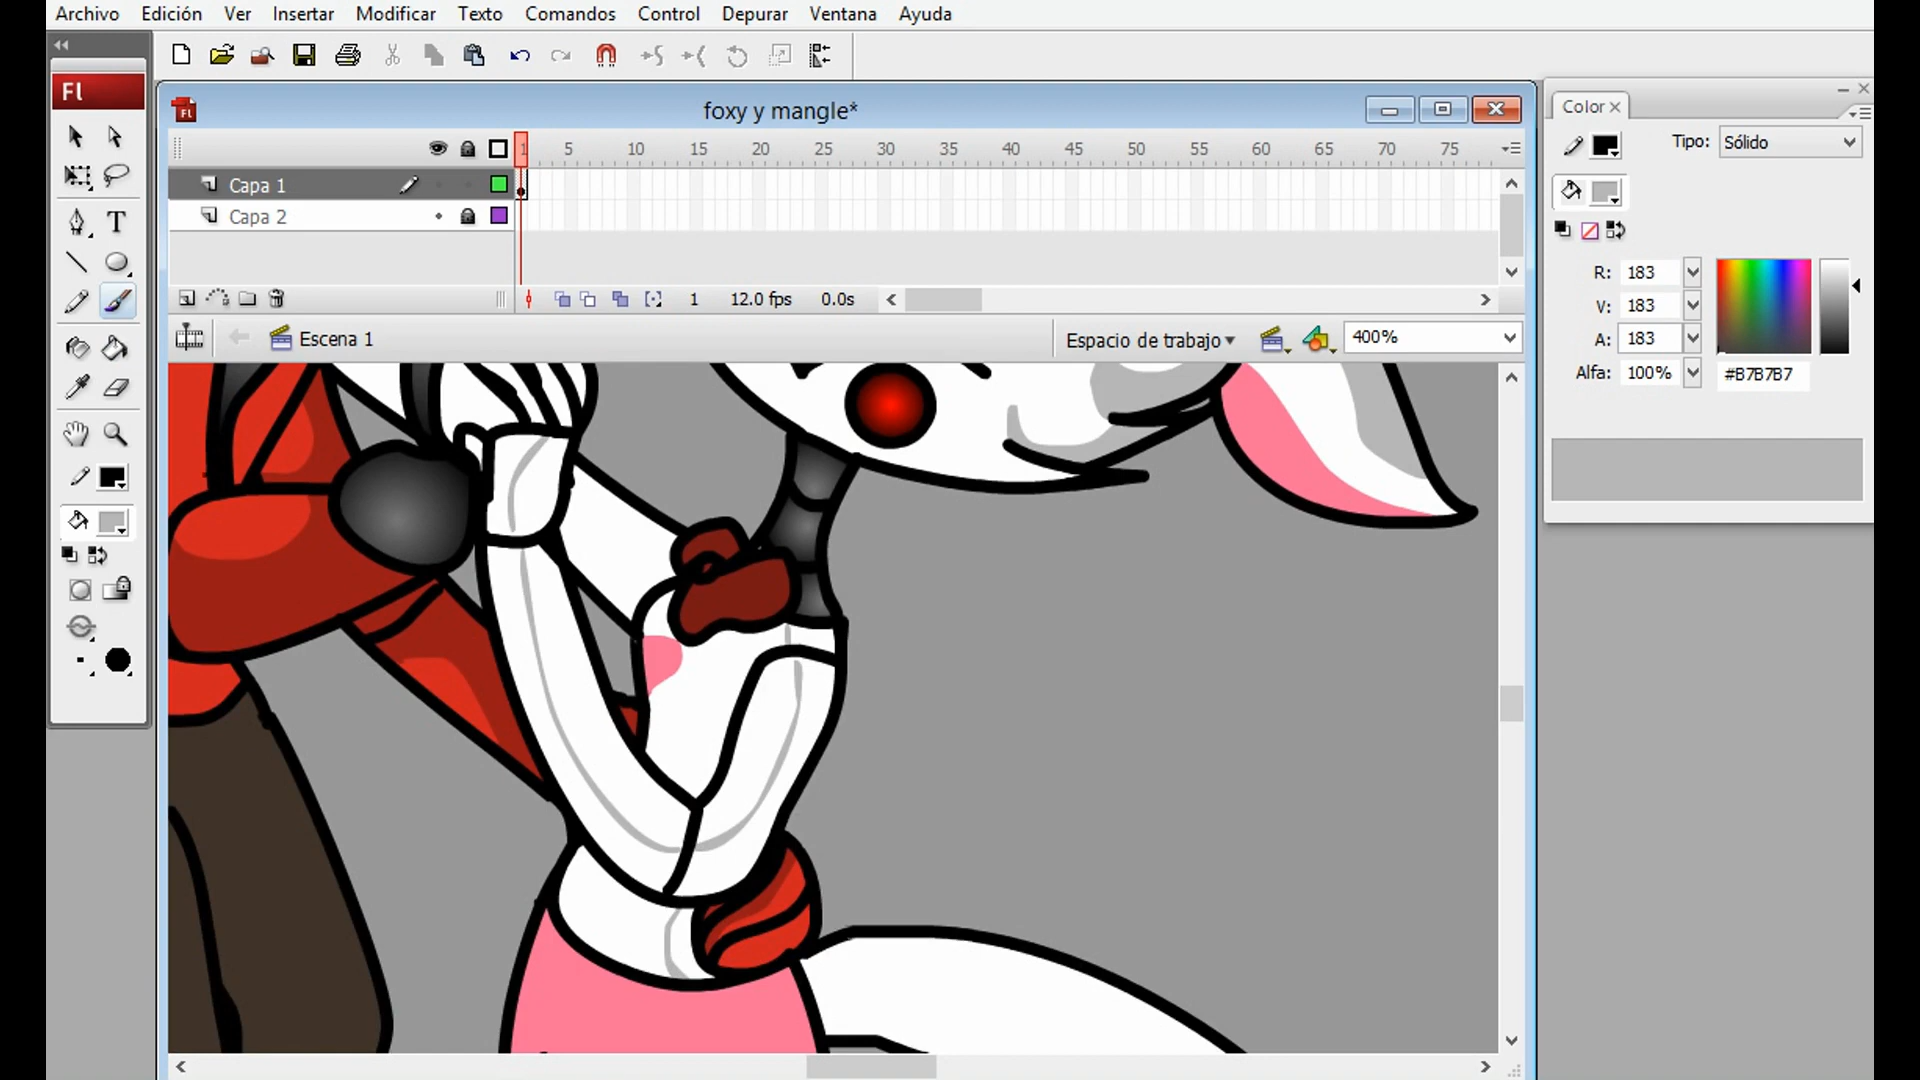 Archivo Edición Ver Insertar Modificar Texto Comandos Control Depurar Ventana Ayuda
Fl
foxy y mangle*
Color
Tipo: Sólido
1 5 10 15 20 25 30 35 40 45 50 55 60 65 70 75
Capa 1
Capa 2
R: 183
V: 183
A: 183
Alfa: 100% #B7B7B7
1 12.0 fps 0.0s
Escena 1 Espacio de trabajo 400%